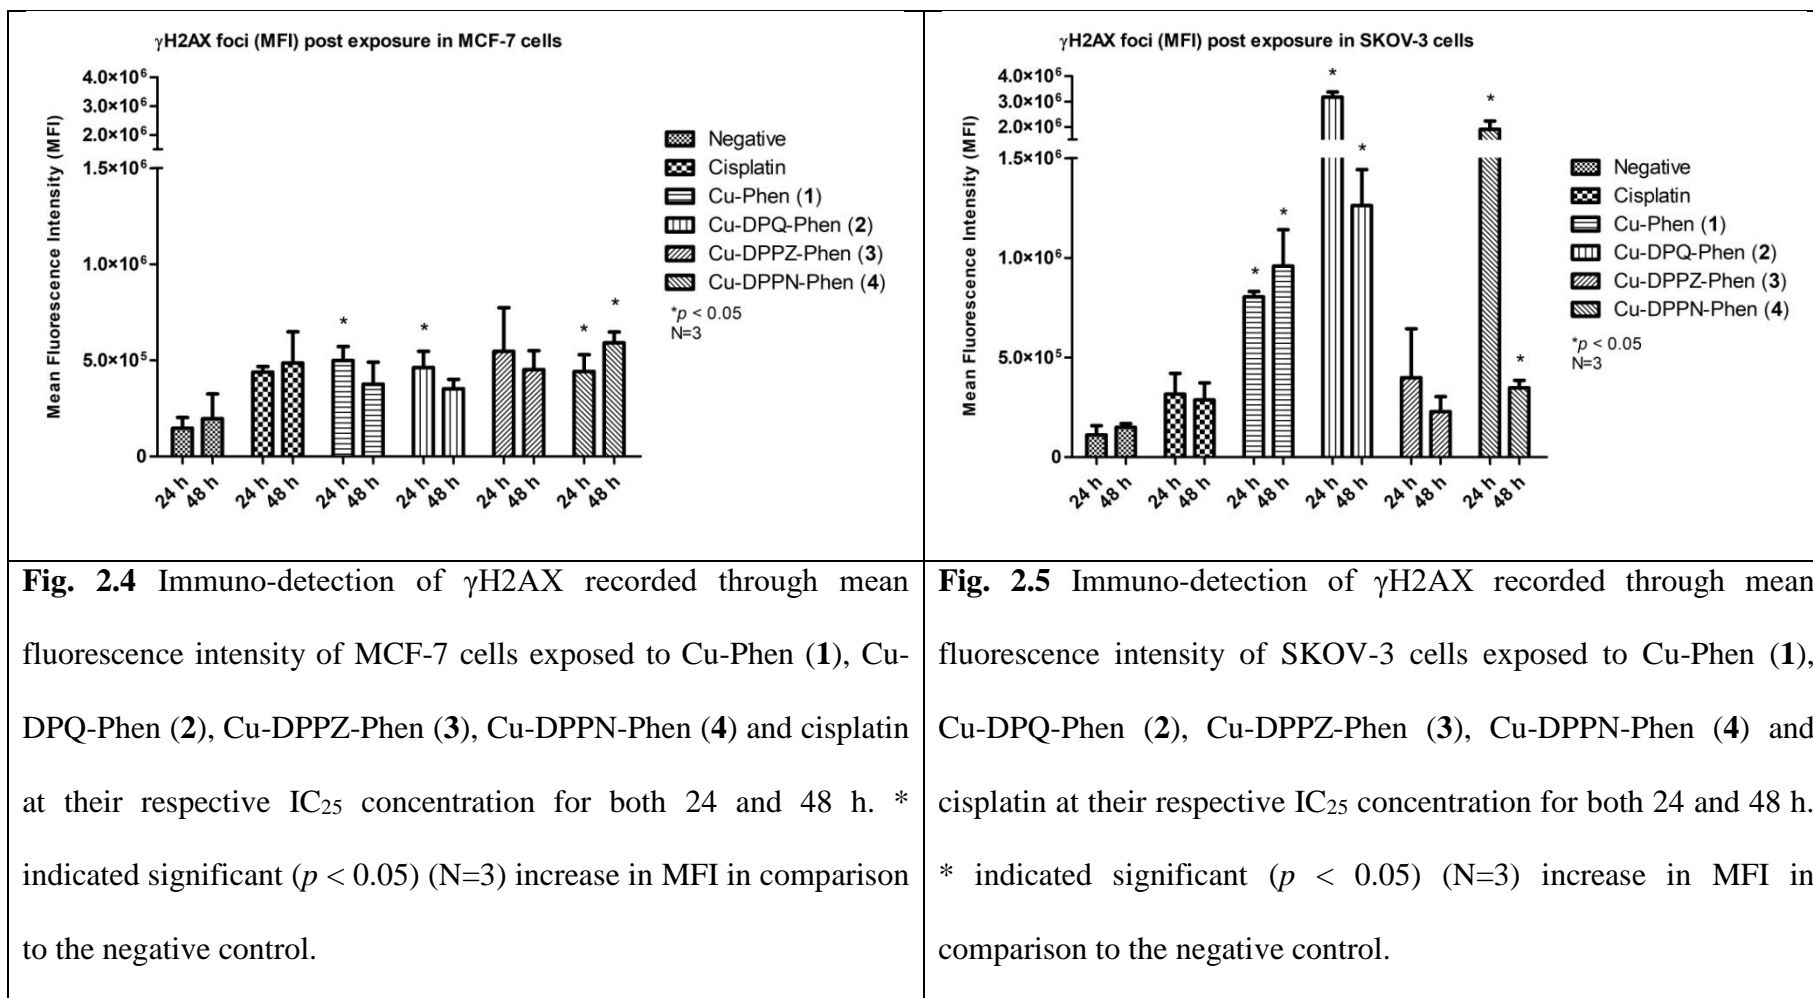 γH2AX foci (MFI) post exposure in MCF-7 cells
Mean Fluorescence Intensity (MFI)
4.0×10⁶
3.0×10⁶
2.0×10⁶
1.5×10⁶
1.0×10⁶
5.0×10⁵
0
24 h 48 h 24 h 48 h 24 h 48 h 24 h 48 h 24 h 48 h 24 h 48 h
* * * *
Negative
Cisplatin
Cu-Phen (1)
Cu-DPQ-Phen (2)
Cu-DPPZ-Phen (3)
Cu-DPPN-Phen (4)
*p < 0.05
N=3
Fig. 2.4 Immuno-detection of γH2AX recorded through mean
fluorescence intensity of MCF-7 cells exposed to Cu-Phen (1), Cu-
DPQ-Phen (2), Cu-DPPZ-Phen (3), Cu-DPPN-Phen (4) and cisplatin
at their respective IC₂₅ concentration for both 24 and 48 h. *
indicated significant (p < 0.05) (N=3) increase in MFI in comparison
to the negative control.
γH2AX foci (MFI) post exposure in SKOV-3 cells
Mean Fluorescence Intensity (MFI)
4.0×10⁶
3.0×10⁶
2.0×10⁶
1.5×10⁶
1.0×10⁶
5.0×10⁵
0
24 h 48 h 24 h 48 h 24 h 48 h 24 h 48 h 24 h 48 h 24 h 48 h
* * * * * *
Negative
Cisplatin
Cu-Phen (1)
Cu-DPQ-Phen (2)
Cu-DPPZ-Phen (3)
Cu-DPPN-Phen (4)
*p < 0.05
N=3
Fig. 2.5 Immuno-detection of γH2AX recorded through mean
fluorescence intensity of SKOV-3 cells exposed to Cu-Phen (1),
Cu-DPQ-Phen (2), Cu-DPPZ-Phen (3), Cu-DPPN-Phen (4) and
cisplatin at their respective IC₂₅ concentration for both 24 and 48 h.
* indicated significant (p < 0.05) (N=3) increase in MFI in
comparison to the negative control.